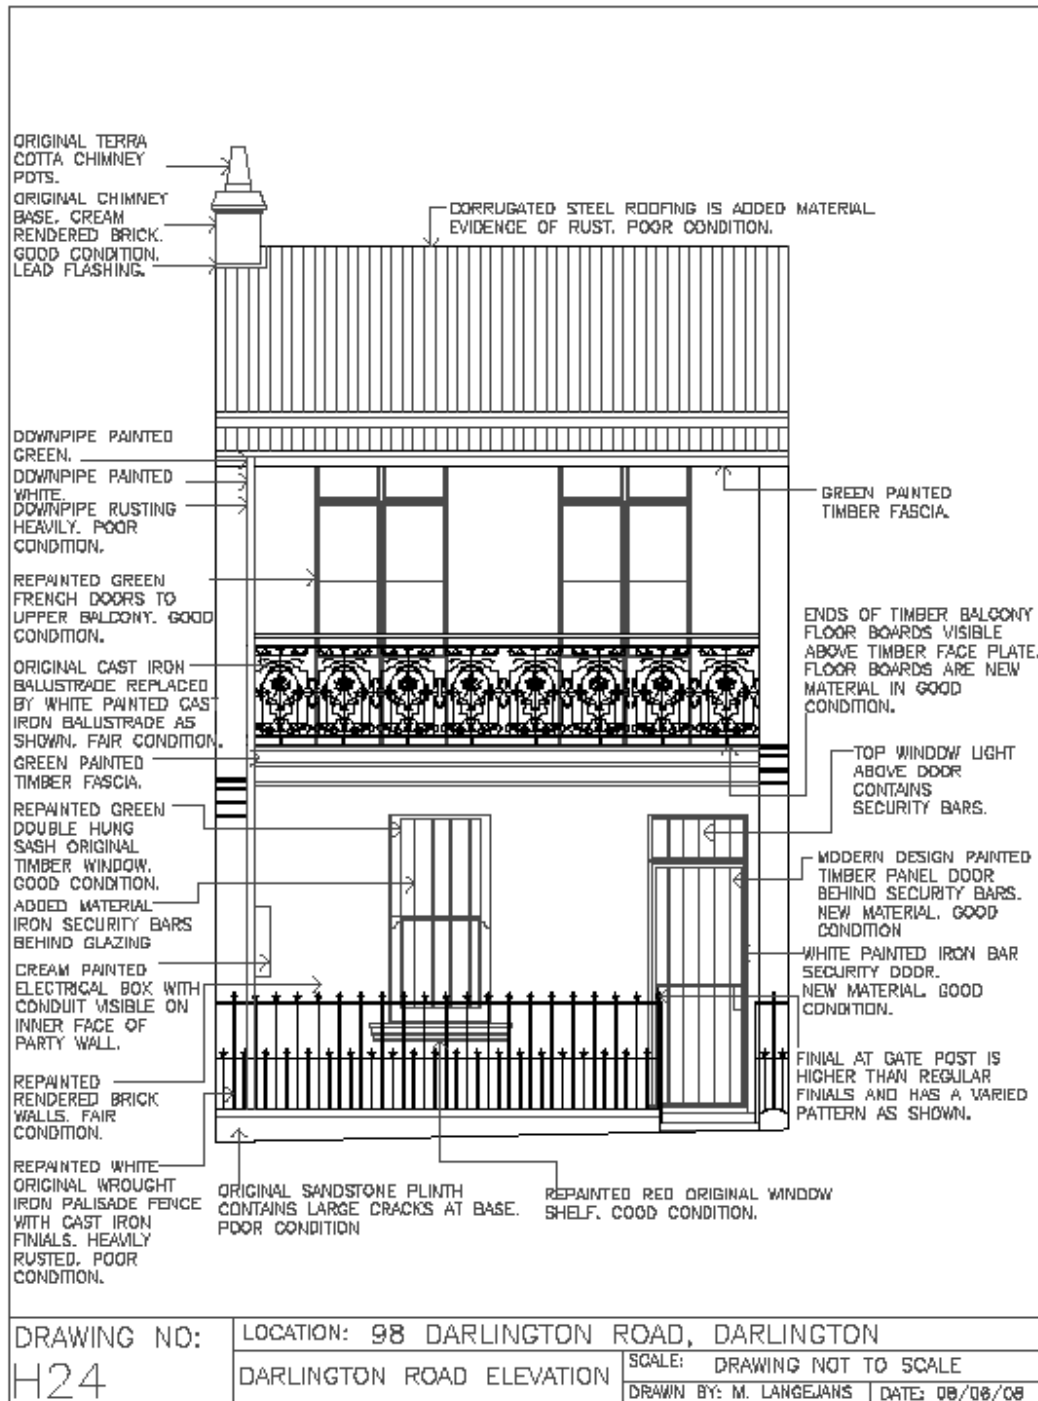 ORIGINAL TERRA
COTTA CHIMNEY
POTS.
ORIGINAL CHIMNEY
BASE. CREAM
RENDERED BRICK.
GOOD CONDITION.
LEAD FLASHING.
CORRUGATED STEEL ROOFING IS ADDED MATERIAL
EVIDENCE OF RUST. POOR CONDITION.
DOWNPIPE PAINTED
GREEN.
DOWNPIPE PAINTED
WHITE.
DOWNPIPE RUSTING
HEAVILY. POOR
CONDITION.
REPAINTED GREEN
FRENCH DOORS TO
UPPER BALCONY. GOOD
CONDITION.
ORIGINAL CAST IRON
BALUSTRADE REPLACED
BY WHITE PAINTED CAST
IRON BALUSTRADE AS
SHOWN. FAIR CONDITION.
GREEN PAINTED
TIMBER FASCIA.
REPAINTED GREEN
DOUBLE HUNG
SASH ORIGINAL
TIMBER WINDOW.
GOOD CONDITION.
ADDED MATERIAL
IRON SECURITY BARS
BEHIND GLAZING
CREAM PAINTED
ELECTRICAL BOX WITH
CONDUIT VISIBLE ON
INNER FACE OF
PARTY WALL.
REPAINTED
RENDERED BRICK
WALLS. FAIR
CONDITION.
REPAINTED WHITE
ORIGINAL WROUGHT
IRON PALISADE FENCE
WITH CAST IRON
FINIALS. HEAVILY
RUSTED. POOR
CONDITION.
GREEN PAINTED
TIMBER FASCIA.
ENDS OF TIMBER BALCONY
FLOOR BOARDS VISIBLE
ABOVE TIMBER FACE PLATE.
FLOOR BOARDS ARE NEW
MATERIAL IN GOOD
CONDITION.
TOP WINDOW LIGHT
ABOVE DOOR
CONTAINS
SECURITY BARS.
MODERN DESIGN PAINTED
TIMBER PANEL DOOR
BEHIND SECURITY BARS.
NEW MATERIAL. GOOD
CONDITION
WHITE PAINTED IRON BAR
SECURITY DOOR.
NEW MATERIAL. GOOD
CONDITION.
FINIAL AT GATE POST IS
HIGHER THAN REGULAR
FINIALS AND HAS A VARIED
PATTERN AS SHOWN.
ORIGINAL SANDSTONE PLINTH
CONTAINS LARGE CRACKS AT BASE.
POOR CONDITION
REPAINTED RED ORIGINAL WINDOW
SHELF. GOOD CONDITION.
DRAWING NO:
H24
LOCATION: 98 DARLINGTON ROAD, DARLINGTON
DARLINGTON ROAD ELEVATION
SCALE: DRAWING NOT TO SCALE
DRAWN BY: M. LANGEJANS
DATE: 08/06/08